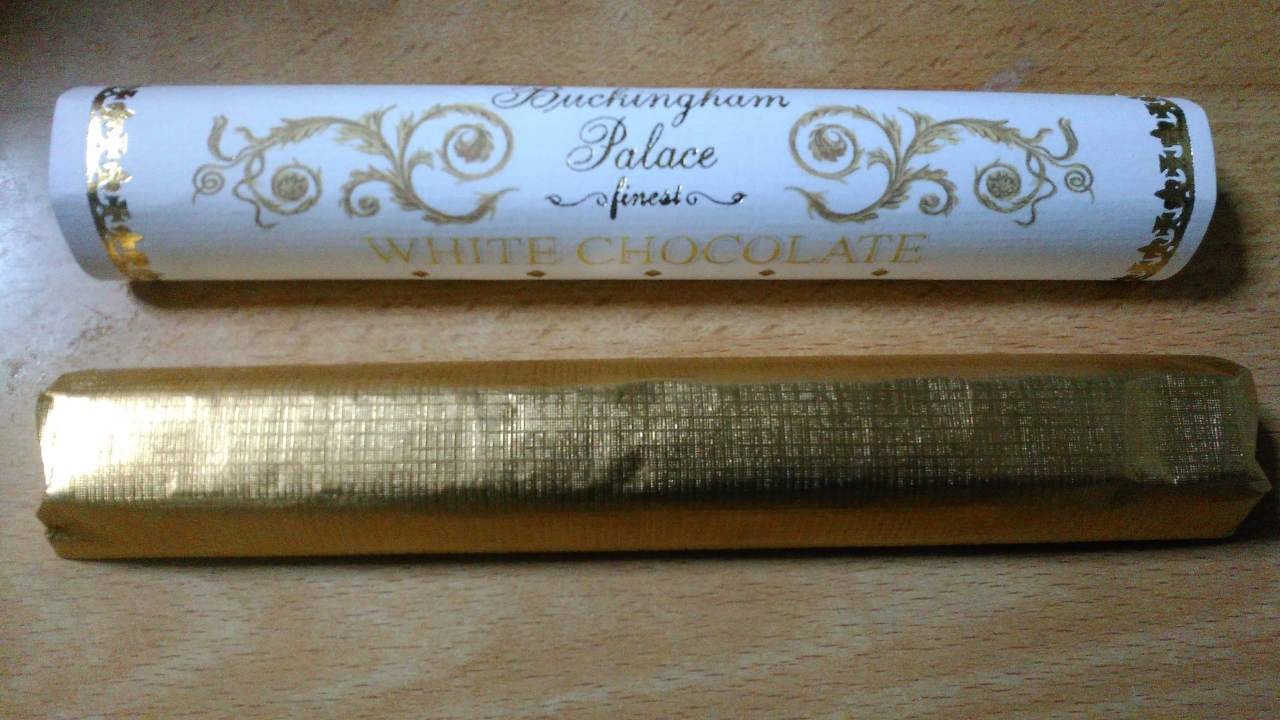 Buckingham
Palace
finest
WHITE CHOCOLATE